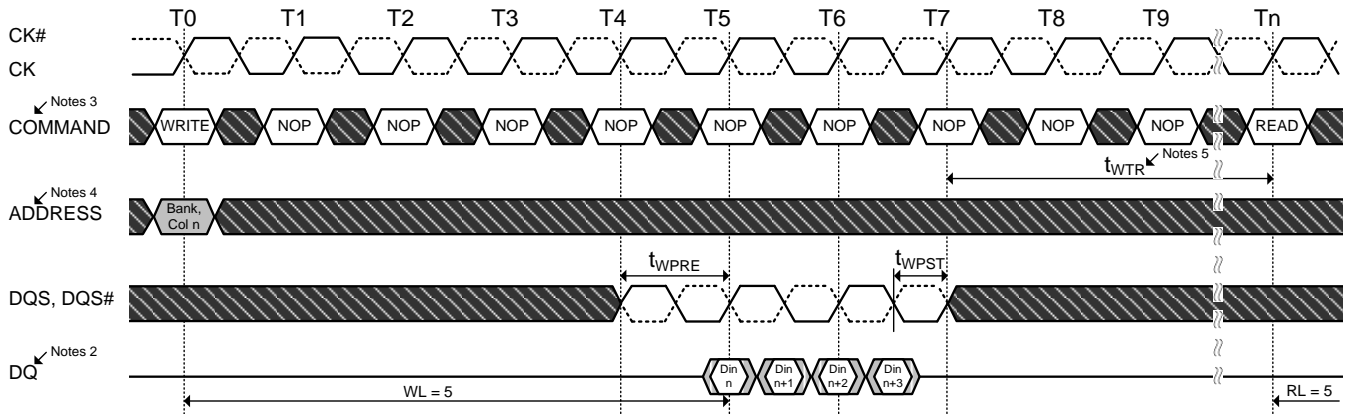 T0 T1 T2 T3 T4 T5 T6 T7 T8 T9 Tn
CK#
CK
Notes 3
COMMAND WRITE NOP NOP NOP NOP NOP NOP NOP NOP NOP READ
tWTR Notes 5
Notes 4
ADDRESS Bank, Col n
tWPRE tWPST
DQS, DQS#
Notes 2
DQ Din n Din n+1 Din n+2 Din n+3
WL = 5 RL = 5